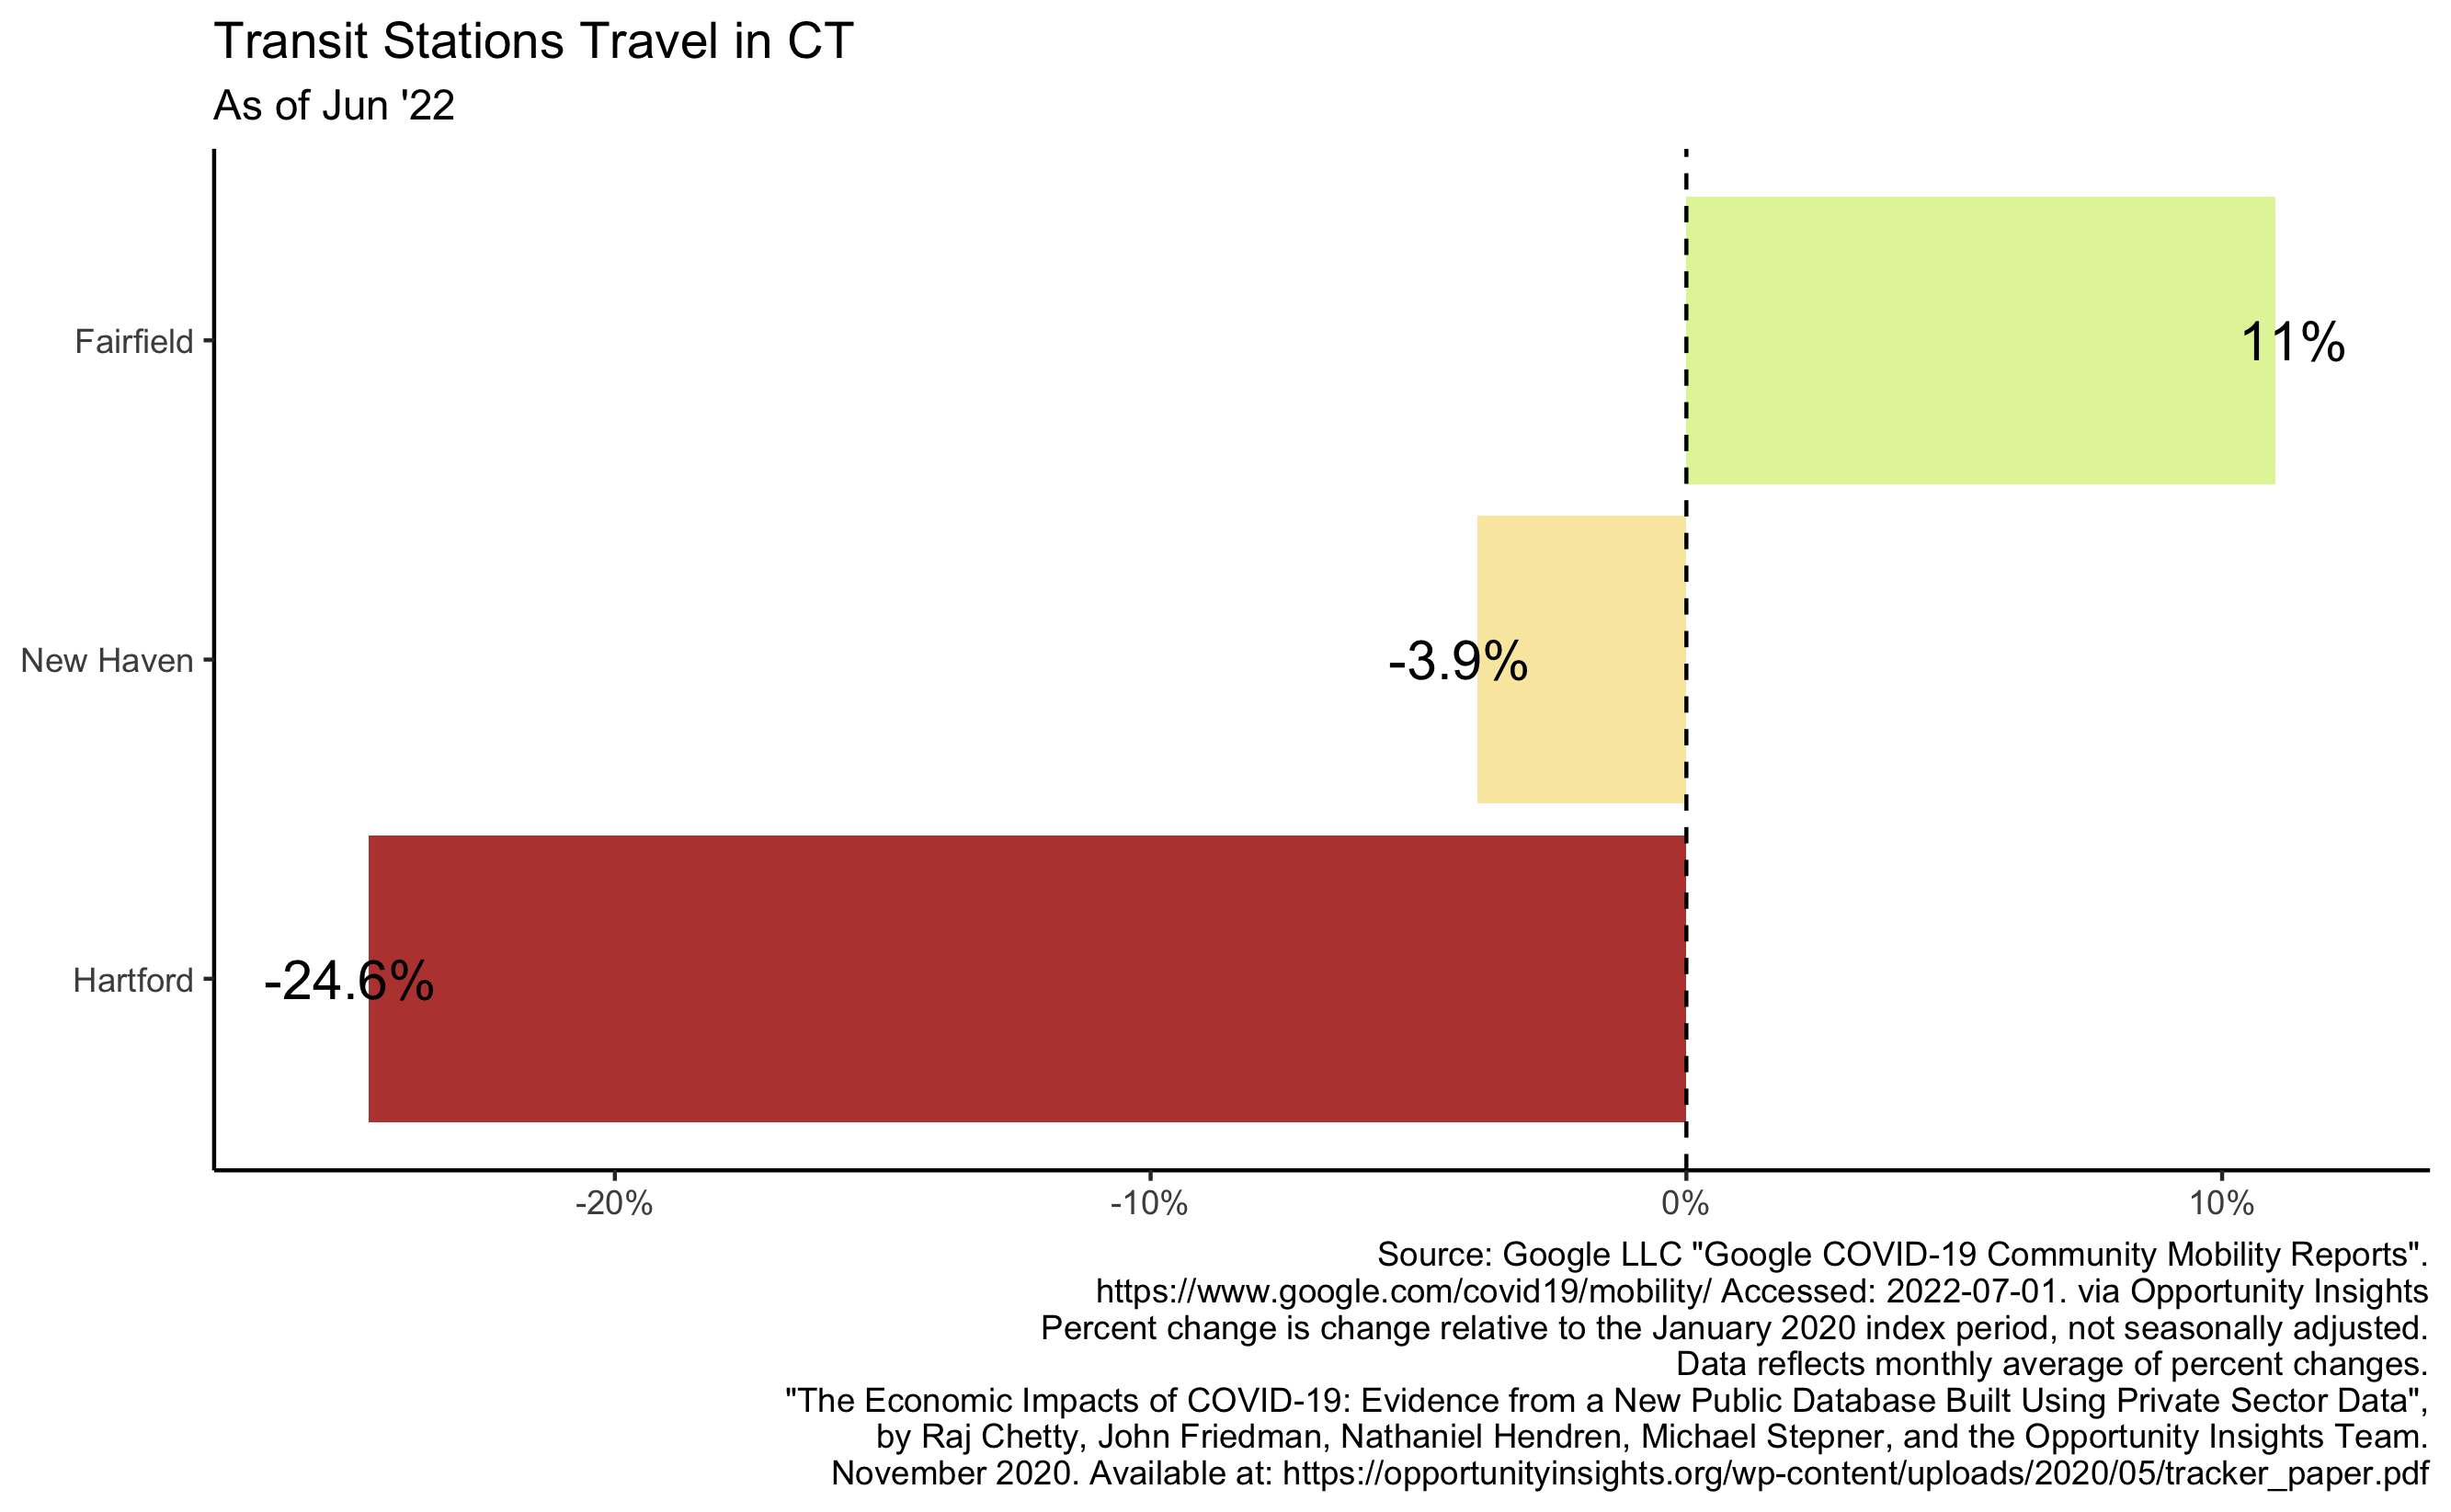 Transit Stations Travel in CT
As of Jun '22
Fairfield
11%
New Haven
-3.9%
Hartford
-24.6%
-20%
-10%
0%
10%
Source: Google LLC "Google COVID-19 Community Mobility Reports".
https://www.google.com/covid19/mobility/ Accessed: 2022-07-01. via Opportunity Insights
Percent change is change relative to the January 2020 index period, not seasonally adjusted.
Data reflects monthly average of percent changes.
"The Economic Impacts of COVID-19: Evidence from a New Public Database Built Using Private Sector Data",
by Raj Chetty, John Friedman, Nathaniel Hendren, Michael Stepner, and the Opportunity Insights Team.
November 2020. Available at: https://opportunityinsights.org/wp-content/uploads/2020/05/tracker_paper.pdf